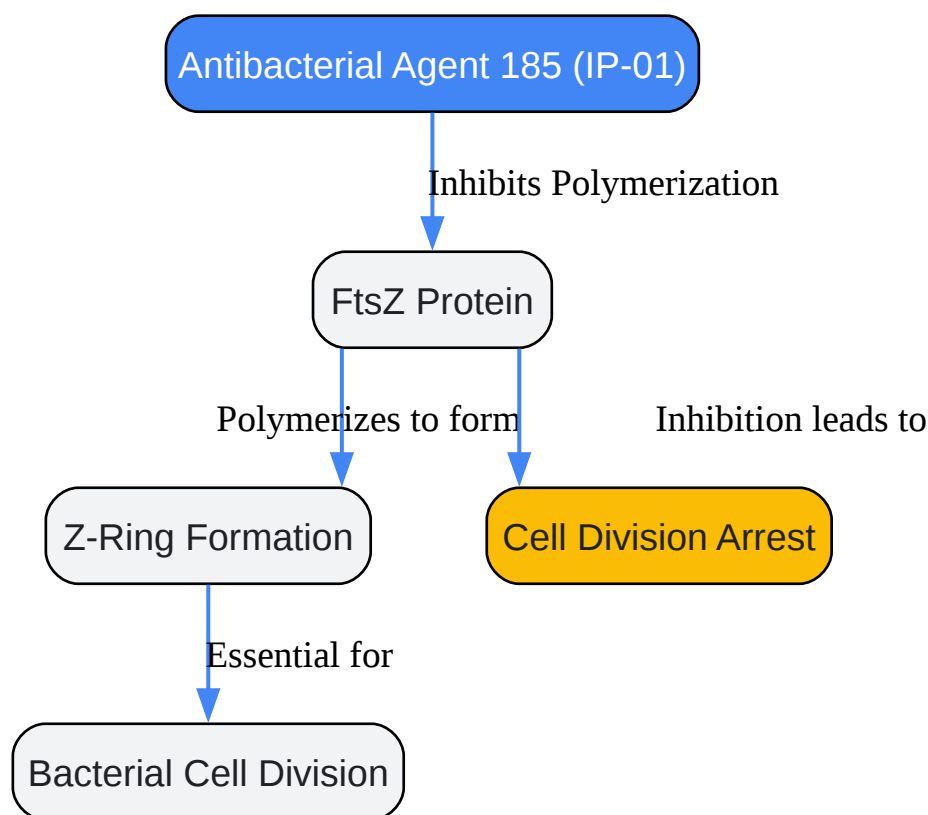 Antibacterial Agent 185 (IP-01)
Inhibits Polymerization
FtsZ Protein
Polymerizes to form
Inhibition leads to
Z-Ring Formation
Cell Division Arrest
Essential for
Bacterial Cell Division